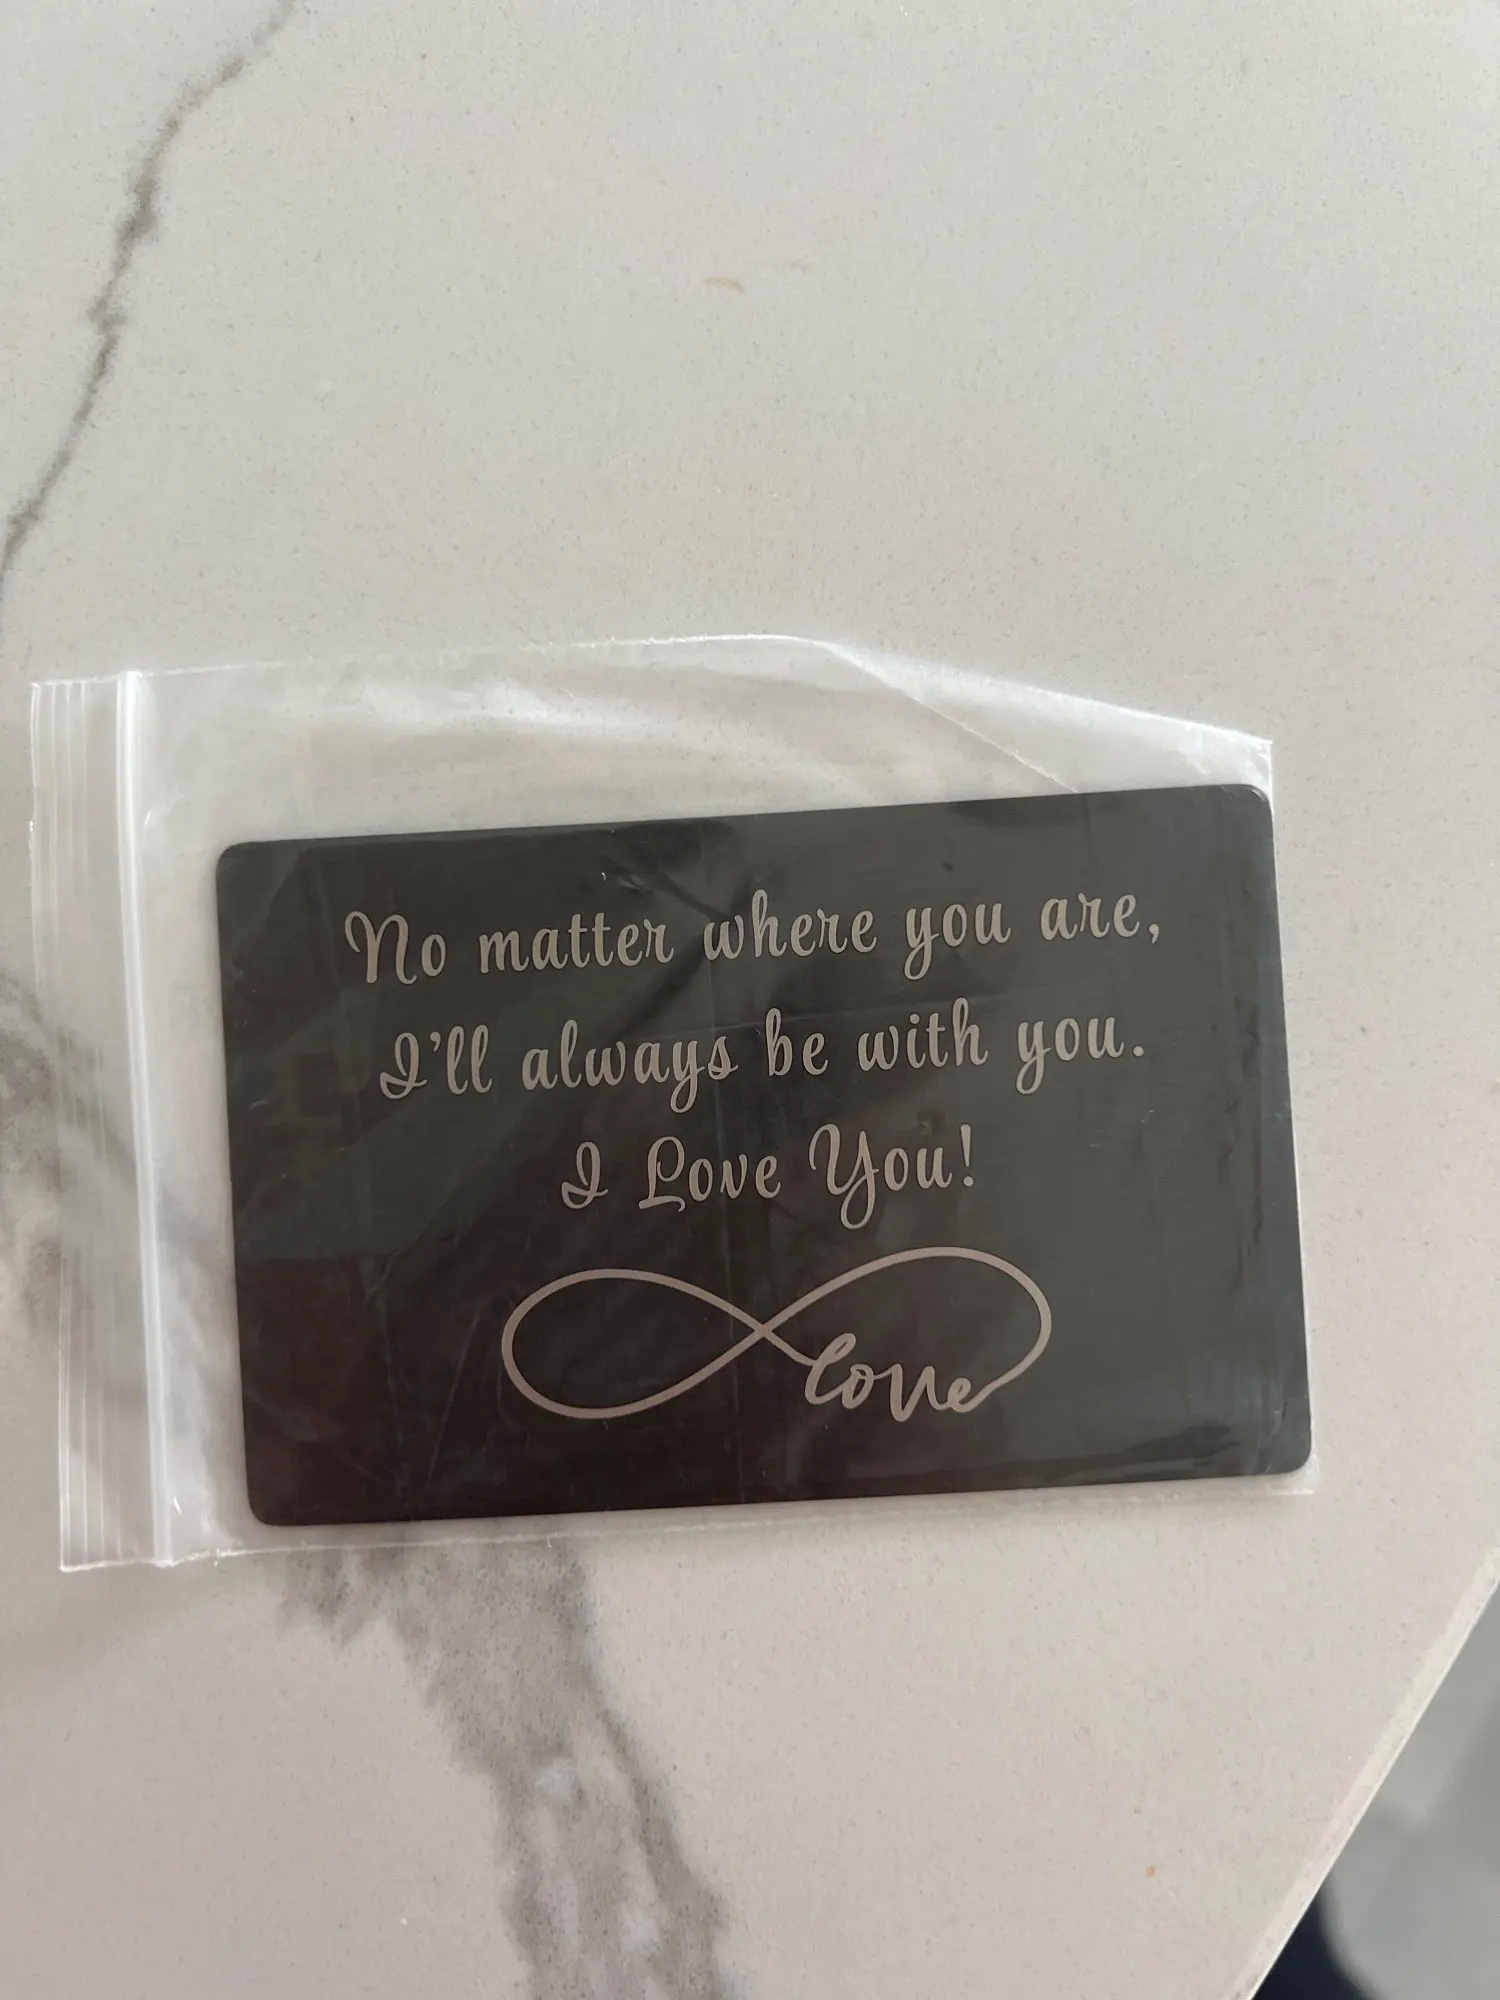 No matter where you are,
I'll always be with you.
I Love You!
love